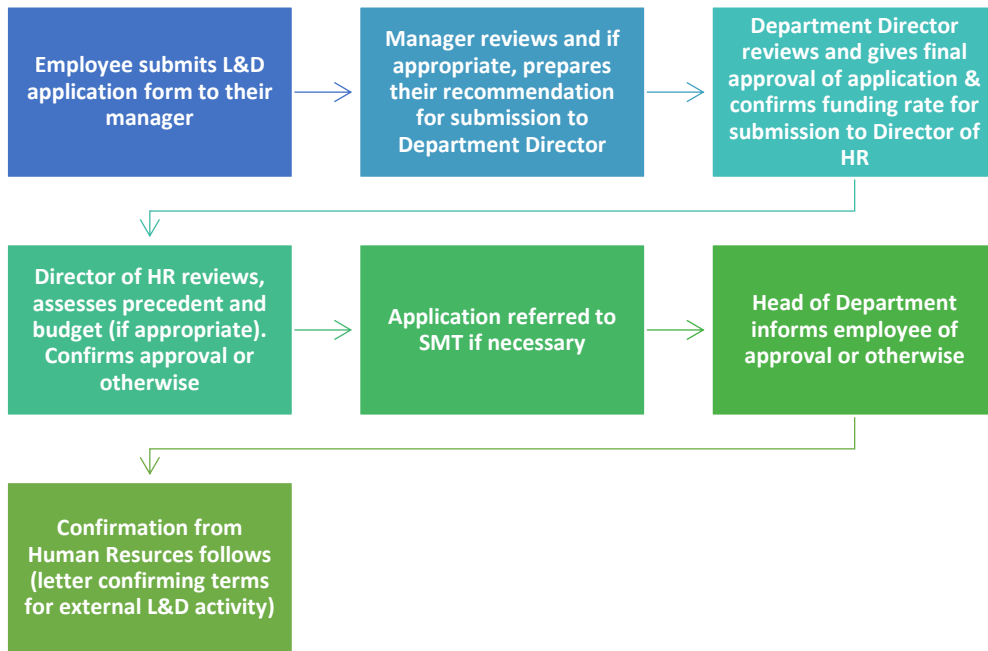 Employee submits L&D
application form to their
manager
Manager reviews and if
appropriate, prepares
their recommendation
for submission to
Department Director
Department Director
reviews and gives final
approval of application &
confirms funding rate for
submission to Director of
HR
Director of HR reviews,
assesses precedent and
budget (if appropriate).
Confirms approval or
otherwise
Application referred to
SMT if necessary
Head of Department
informs employee of
approval or otherwise
Confirmation from
Human Resurces follows
(letter confirming terms
for external L&D activity)